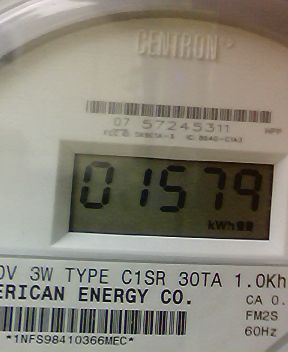 CENTRON
07 57245311
HPP
01579
kWh
0V 3W TYPE C1SR 30TA 1.0Kh
ERICAN ENERGY CO.
CA 0.
FM2S
60Hz
*1NFS98410366MEC*